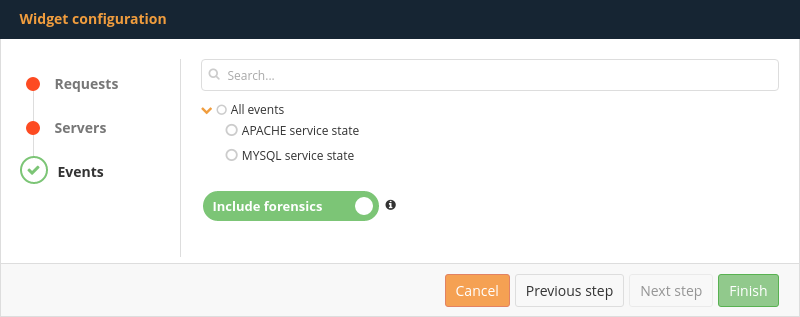 Widget configuration
Requests
Servers
Events
Search...
All events
APACHE service state
MYSQL service state
Include forensics
Cancel
Previous step
Next step
Finish